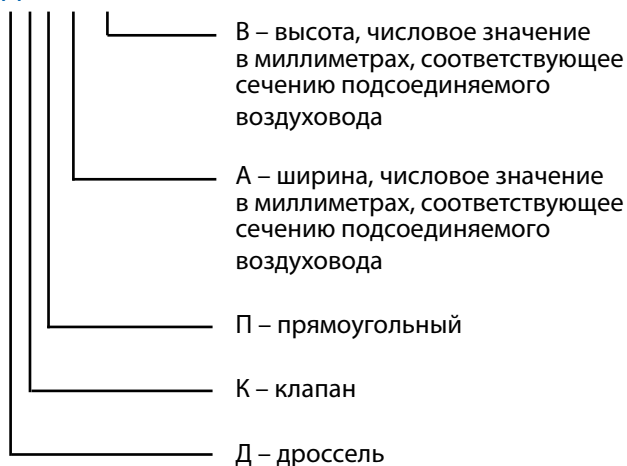 В – высота, числовое значение
в миллиметрах, соответствующее
сечению подсоединяемого
воздуховода
А – ширина, числовое значение
в миллиметрах, соответствующее
сечению подсоединяемого
воздуховода
П – прямоугольный
К – клапан
Д – дроссель